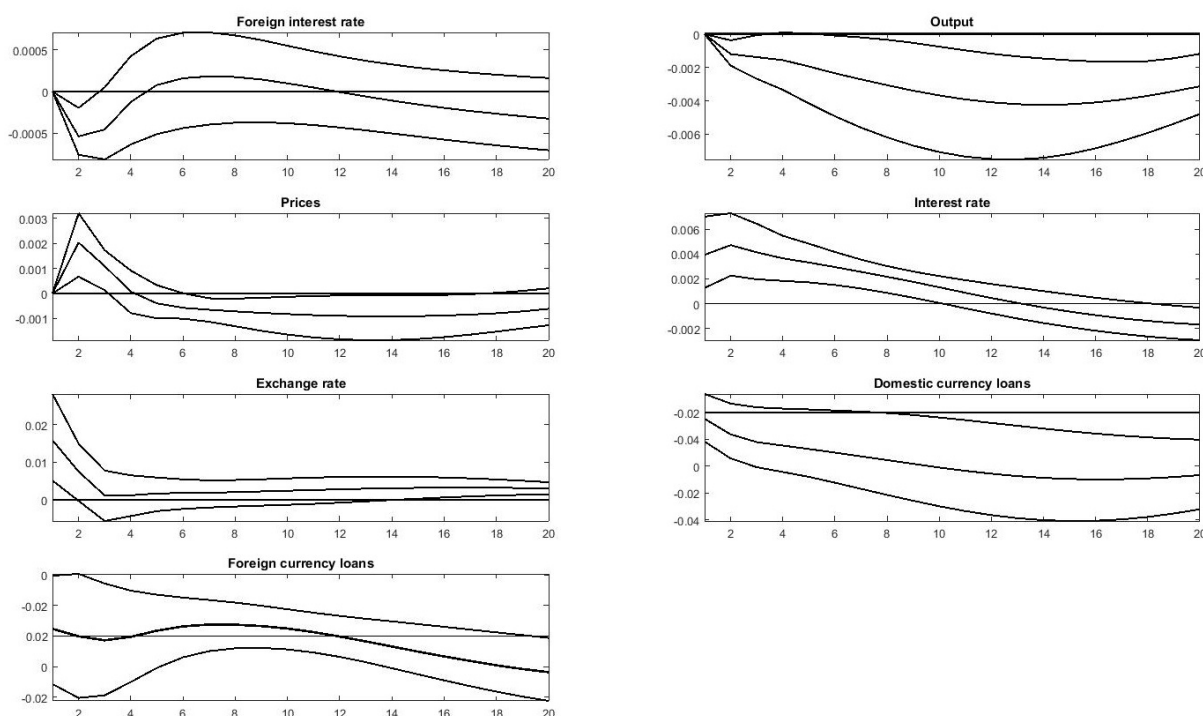 Foreign interest rate
0.0005
0
-0.0005
2 4 6 8 10 12 14 16 18 20
Output
0
-0.002
-0.004
-0.006
2 4 6 8 10 12 14 16 18 20
Prices
0.003
0.002
0.001
0
-0.001
2 4 6 8 10 12 14 16 18 20
Interest rate
0.006
0.004
0.002
0
-0.002
2 4 6 8 10 12 14 16 18 20
Exchange rate
0.02
0.01
0
2 4 6 8 10 12 14 16 18 20
Domestic currency loans
-0.02
-0.04
0
-0.02
-0.04
2 4 6 8 10 12 14 16 18 20
Foreign currency loans
0
-0.02
0.02
0
-0.02
2 4 6 8 10 12 14 16 18 20